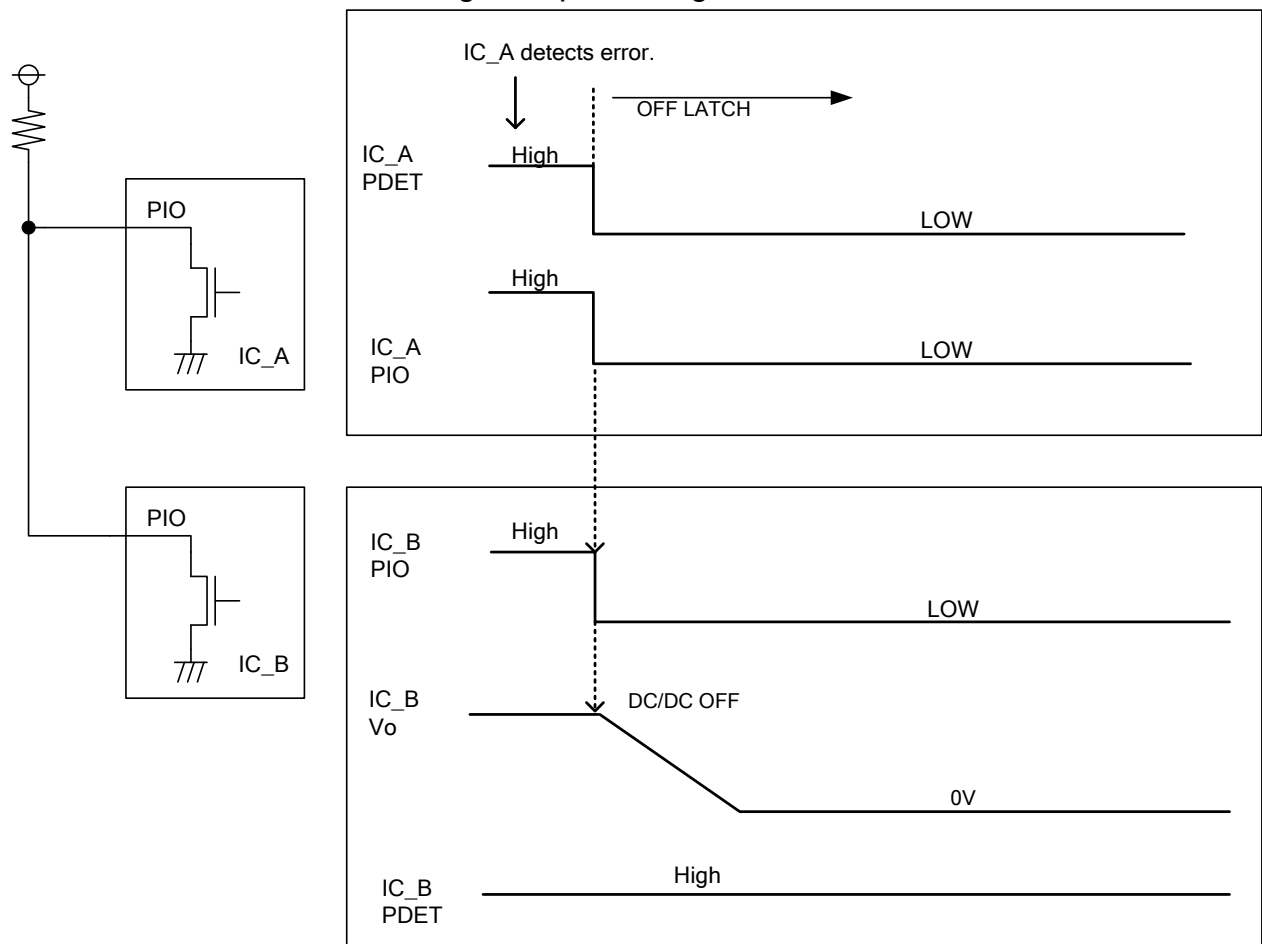 IC_A detects error.
OFF LATCH
IC_A
PDET
High
LOW
PIO
IC_A
High
IC_A
PIO
LOW
PIO
IC_B
IC_B
PIO
High
LOW
IC_B
Vo
DC/DC OFF
0V
IC_B
PDET
High